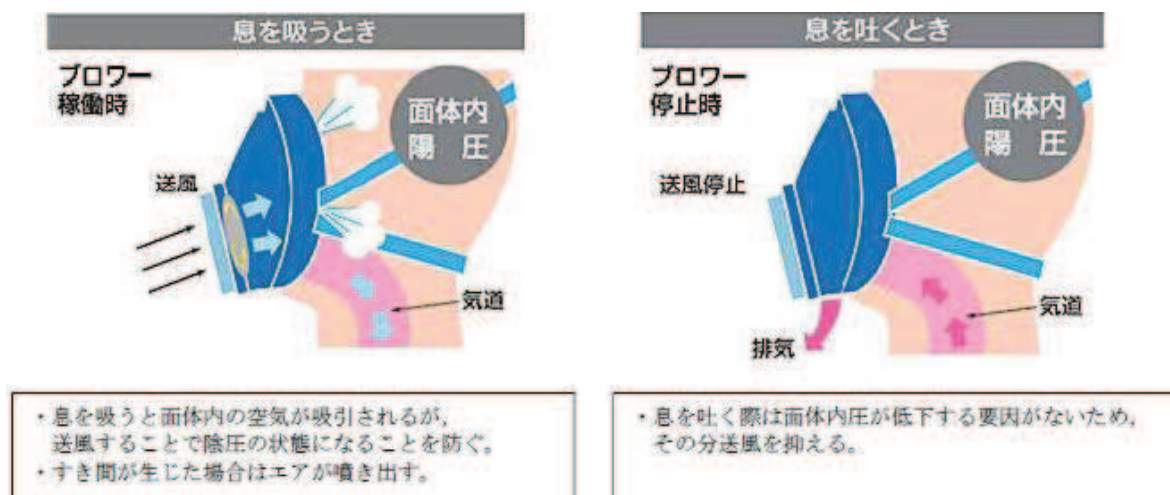 息を吸うとき
ブロワー
稼働時
面体内
陽 圧
送風
気道
・息を吸うと面体内の空気が吸引されるが，
送風することで陰圧の状態になることを防ぐ。
・すき間が生じた場合はエアが噴き出す。
息を吐くとき
ブロワー
停止時
面体内
陽 圧
送風停止
気道
排気
・息を吐く際は面体内圧が低下する要因がないため，
その分送風を抑える。